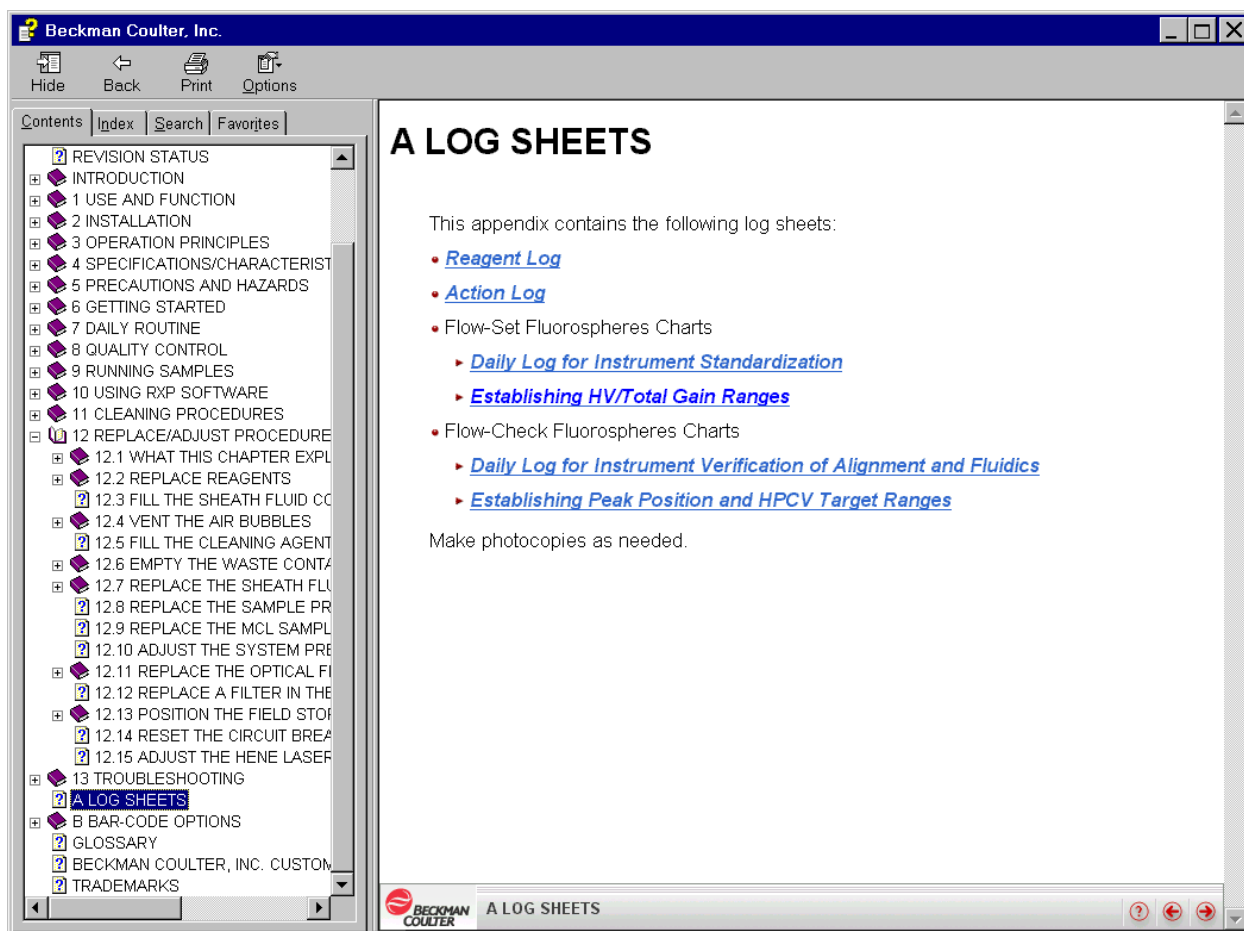 Beckman Coulter, Inc.
Hide Back Print Options
Contents Index Search Favorites
REVISION STATUS
INTRODUCTION
1 USE AND FUNCTION
2 INSTALLATION
3 OPERATION PRINCIPLES
4 SPECIFICATIONS/CHARACTERIST
5 PRECAUTIONS AND HAZARDS
6 GETTING STARTED
7 DAILY ROUTINE
8 QUALITY CONTROL
9 RUNNING SAMPLES
10 USING RXP SOFTWARE
11 CLEANING PROCEDURES
12 REPLACE/ADJUST PROCEDURE
12.1 WHAT THIS CHAPTER EXPL
12.2 REPLACE REAGENTS
12.3 FILL THE SHEATH FLUID CO
12.4 VENT THE AIR BUBBLES
12.5 FILL THE CLEANING AGENT
12.6 EMPTY THE WASTE CONTA
12.7 REPLACE THE SHEATH FLU
12.8 REPLACE THE SAMPLE PR
12.9 REPLACE THE MCL SAMPL
12.10 ADJUST THE SYSTEM PRE
12.11 REPLACE THE OPTICAL FI
12.12 REPLACE A FILTER IN THE
12.13 POSITION THE FIELD STOP
12.14 RESET THE CIRCUIT BREA
12.15 ADJUST THE HENE LASER
13 TROUBLESHOOTING
A LOG SHEETS
B BAR-CODE OPTIONS
GLOSSARY
BECKMAN COULTER, INC. CUSTOM
TRADEMARKS
A LOG SHEETS
This appendix contains the following log sheets:
Reagent Log
Action Log
Flow-Set Fluorospheres Charts
Daily Log for Instrument Standardization
Establishing HV/Total Gain Ranges
Flow-Check Fluorospheres Charts
Daily Log for Instrument Verification of Alignment and Fluidics
Establishing Peak Position and HPCV Target Ranges
Make photocopies as needed.
BECKMAN
COULTER
A LOG SHEETS